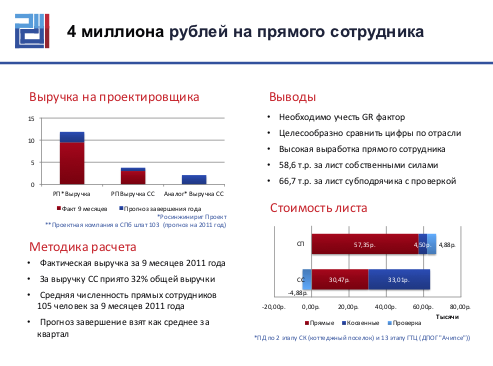 4 миллиона рублей на прямого сотрудника
Выручка на проектировщика
15
10
5
0
РП* Выручка
РП Выручка СС
Аналог* Выручка СС
Факт 9 месяцев
Прогноз завершения года
*Росинжиниринг Проект
**Проектная компания в СПб штат 103 (прогноз на 2011 год)
Методика расчета
• Фактическая выручка за 9 месяцев 2011 года
• За выручку СС приято 32% общей выручки
• Средняя численность прямых сотрудников
105 человек за 9 месяцев 2011 года
• Прогноз завершение взят как среднее за
квартал
Выводы
• Необходимо учесть GR фактор
• Целесообразно сравнить цифры по отрасли
• Высокая выработка прямого сотрудника
• 58,6 т.р. за лист собственными силами
• 66,7 т.р. за лист субподрядчика с проверкой
Стоимость листа
СП
57,35р.
4,50р.
4,88р.
СС
30,47р.
33,01р.
-4,88р.
-20,00р.
0,00р.
20,00р.
40,00р.
60,00р.
80,00р.
Тысячи
Прямые
Косвенные
Проверка
*ПД по 2 этапу СК (коттеджный поселок) и 13 этапу ГТЦ (ДПОГ "Ачипсе"))